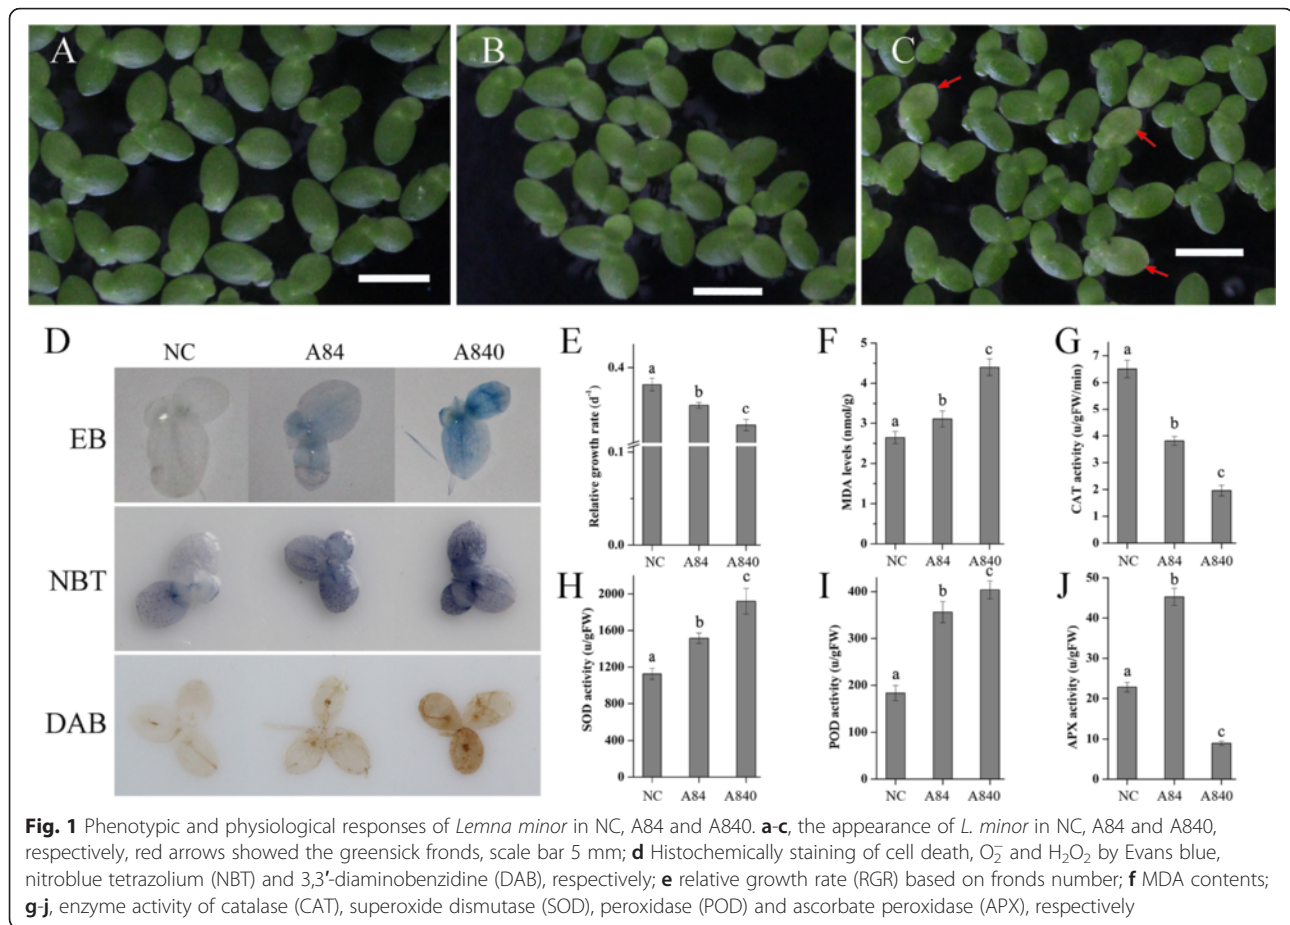 A
B
C
D
NC
A84
A840
EB
NBT
DAB
E
Relative growth rate (d⁻¹)
0.4
0.1
0.0
a
b
c
NC
A84
A840
F
MDA levels (nmol/g)
5
4
3
2
1
0
a
b
c
NC
A84
A840
G
CAT activity (u/gFW/min)
7
6
5
4
3
2
1
0
a
b
c
NC
A84
A840
H
SOD activity (u/gFW)
2000
1600
1200
800
400
0
a
b
c
NC
A84
A840
I
POD activity (u/gFW)
400
300
200
100
0
a
b
c
NC
A84
A840
J
APX activity (u/gFW)
50
40
30
20
10
0
a
b
c
NC
A84
A840
Fig. 1 Phenotypic and physiological responses of Lemna minor in NC, A84 and A840. a-c, the appearance of L. minor in NC, A84 and A840,
respectively, red arrows showed the greensick fronds, scale bar 5 mm; d Histochemically staining of cell death, O₂⁻ and H₂O₂ by Evans blue,
nitroblue tetrazolium (NBT) and 3,3′-diaminobenzidine (DAB), respectively; e relative growth rate (RGR) based on fronds number; f MDA contents;
g-j, enzyme activity of catalase (CAT), superoxide dismutase (SOD), peroxidase (POD) and ascorbate peroxidase (APX), respectively